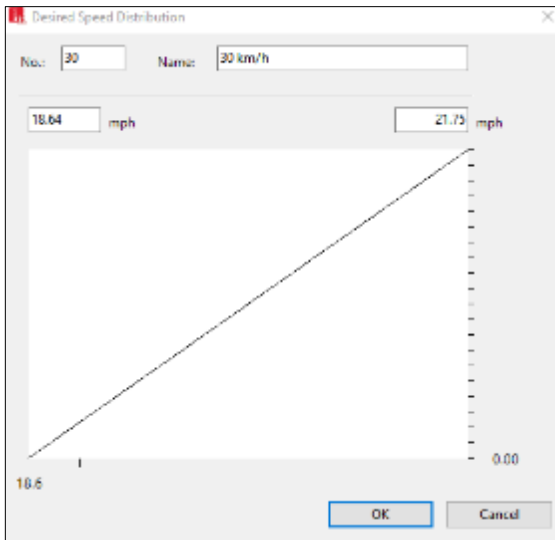 Desired Speed Distribution
No.: 30 Name: 30 km/h
18.64 mph 21.75 mph
0.00
18.6
OK Cancel